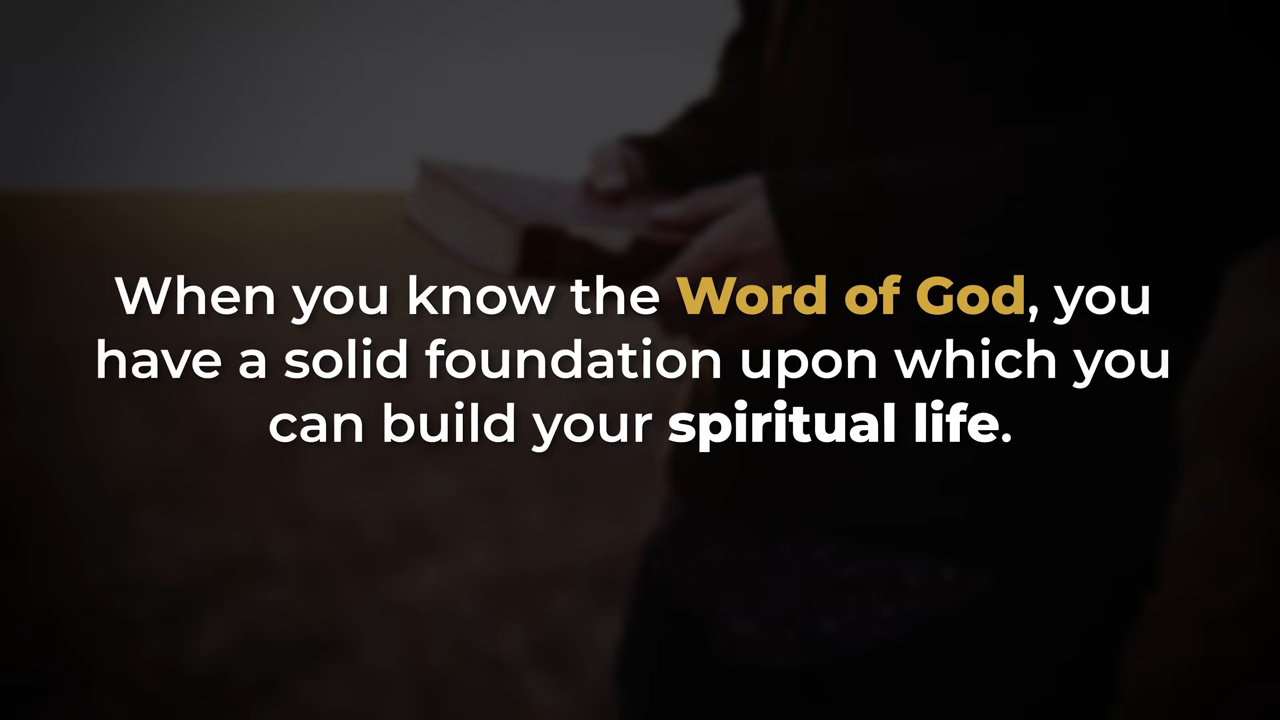 When you know the Word of God, you
have a solid foundation upon which you
can build your spiritual life.